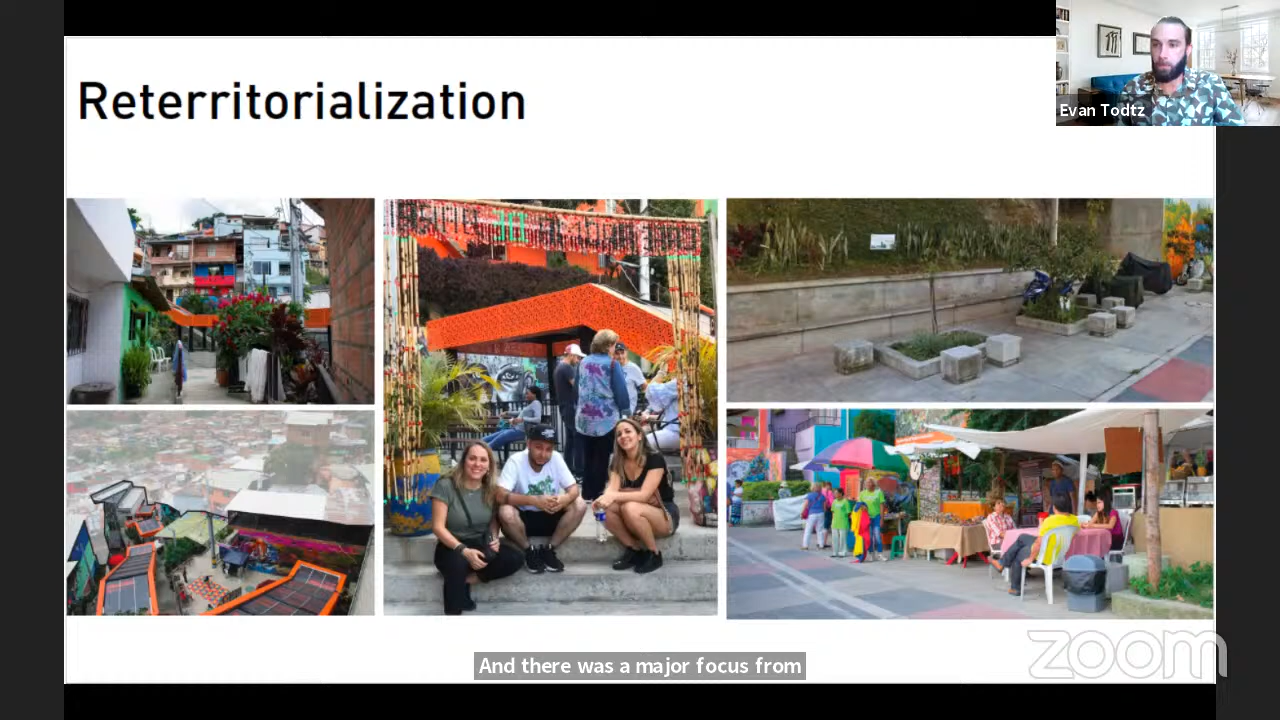 Reterritorialization
Evan Todtz
And there was a major focus from
zoom